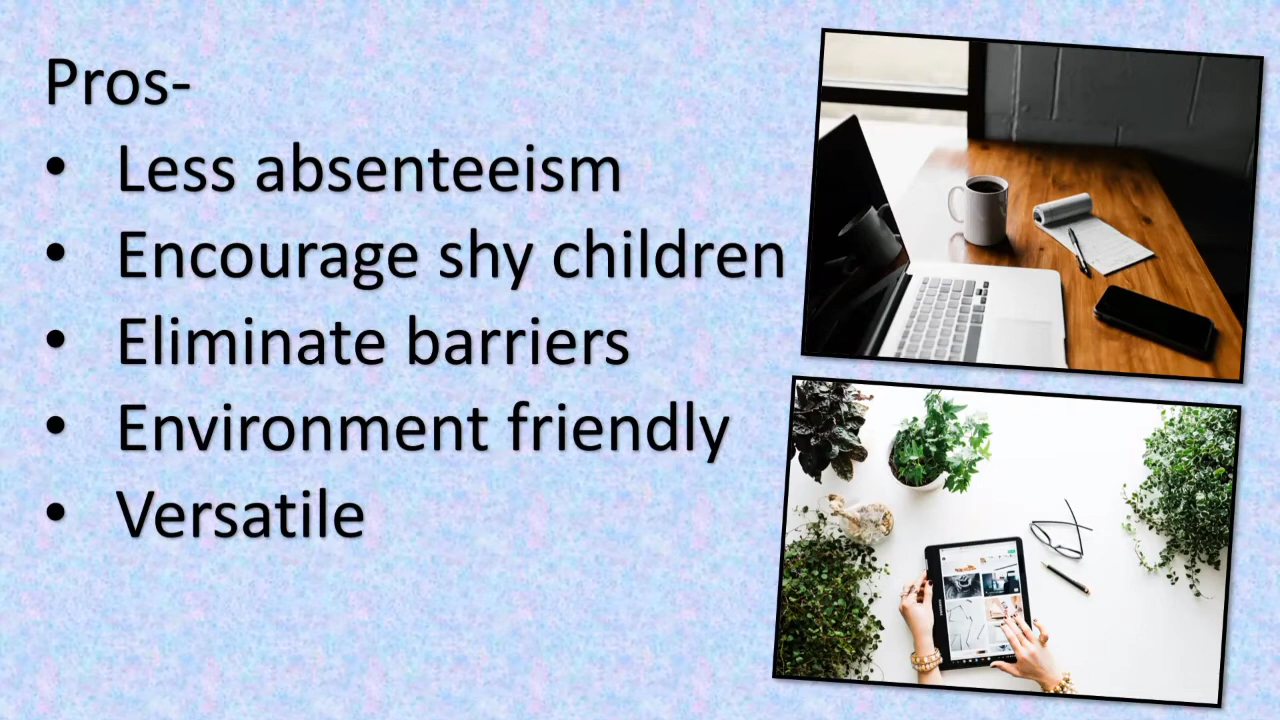 Pros-
• Less absenteeism
• Encourage shy children
• Eliminate barriers
• Environment friendly
• Versatile